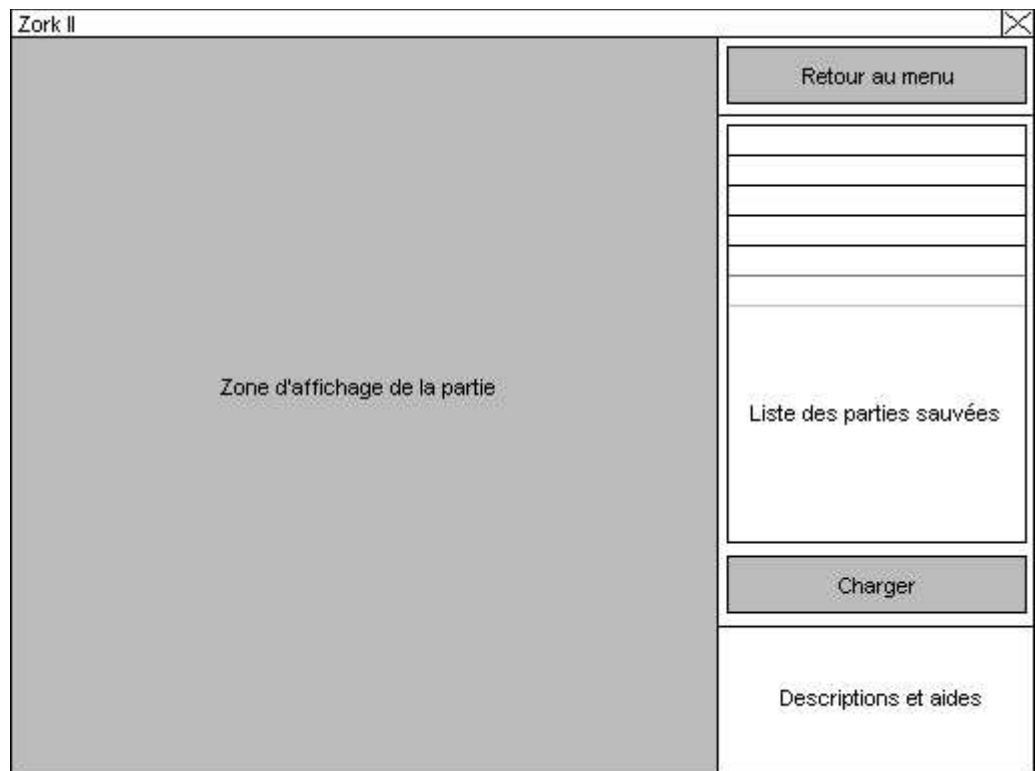 Zork II
Retour au menu
Zone d'affichage de la partie
Liste des parties sauvées
Charger
Descriptions et aides